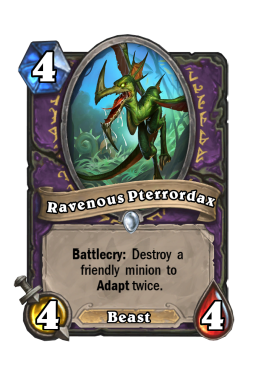 4
Ravenous Pterrordax
Battlecry: Destroy a
friendly minion to
Adapt twice.
4
Beast
4